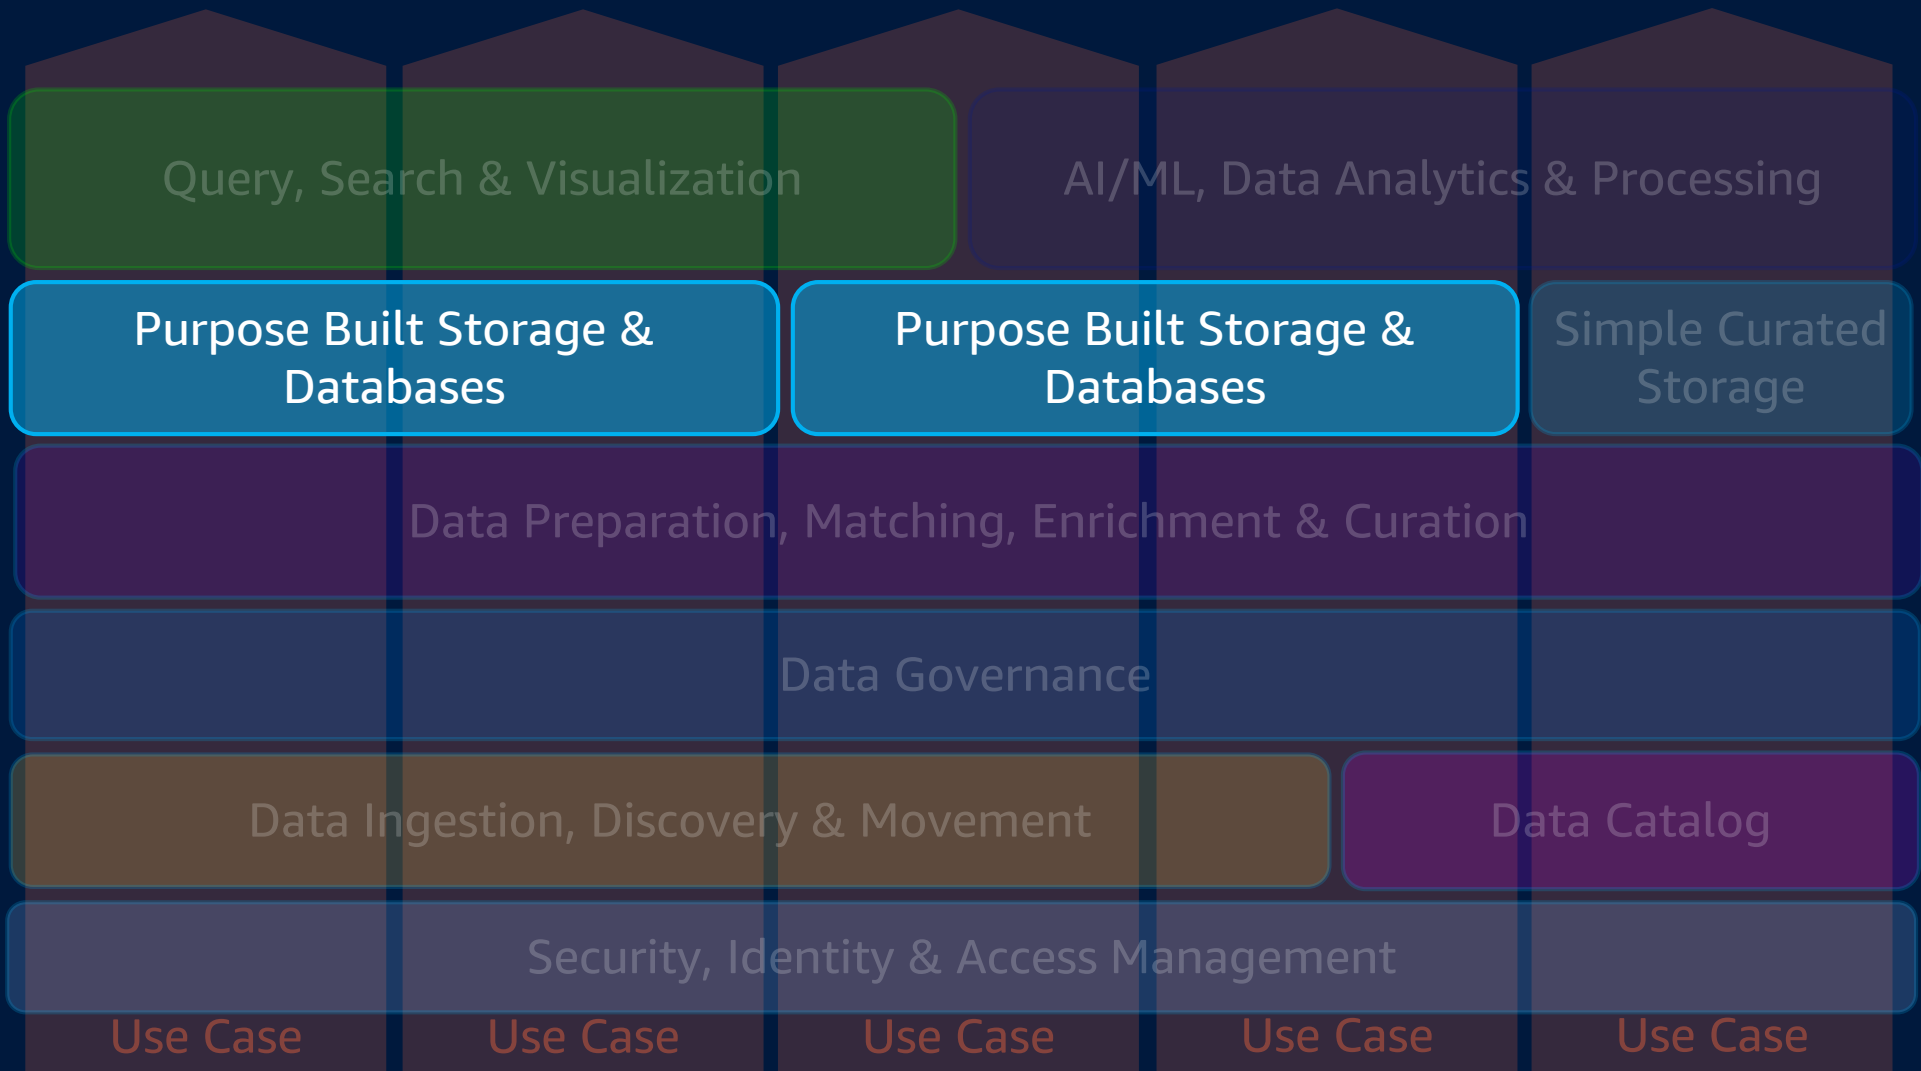 Query, Search & Visualization
AI/ML, Data Analytics & Processing
Purpose Built Storage &
Databases
Purpose Built Storage &
Databases
Simple Curated
Storage
Data Preparation, Matching, Enrichment & Curation
Data Governance
Data Ingestion, Discovery & Movement
Data Catalog
Security, Identity & Access Management
Use Case
Use Case
Use Case
Use Case
Use Case